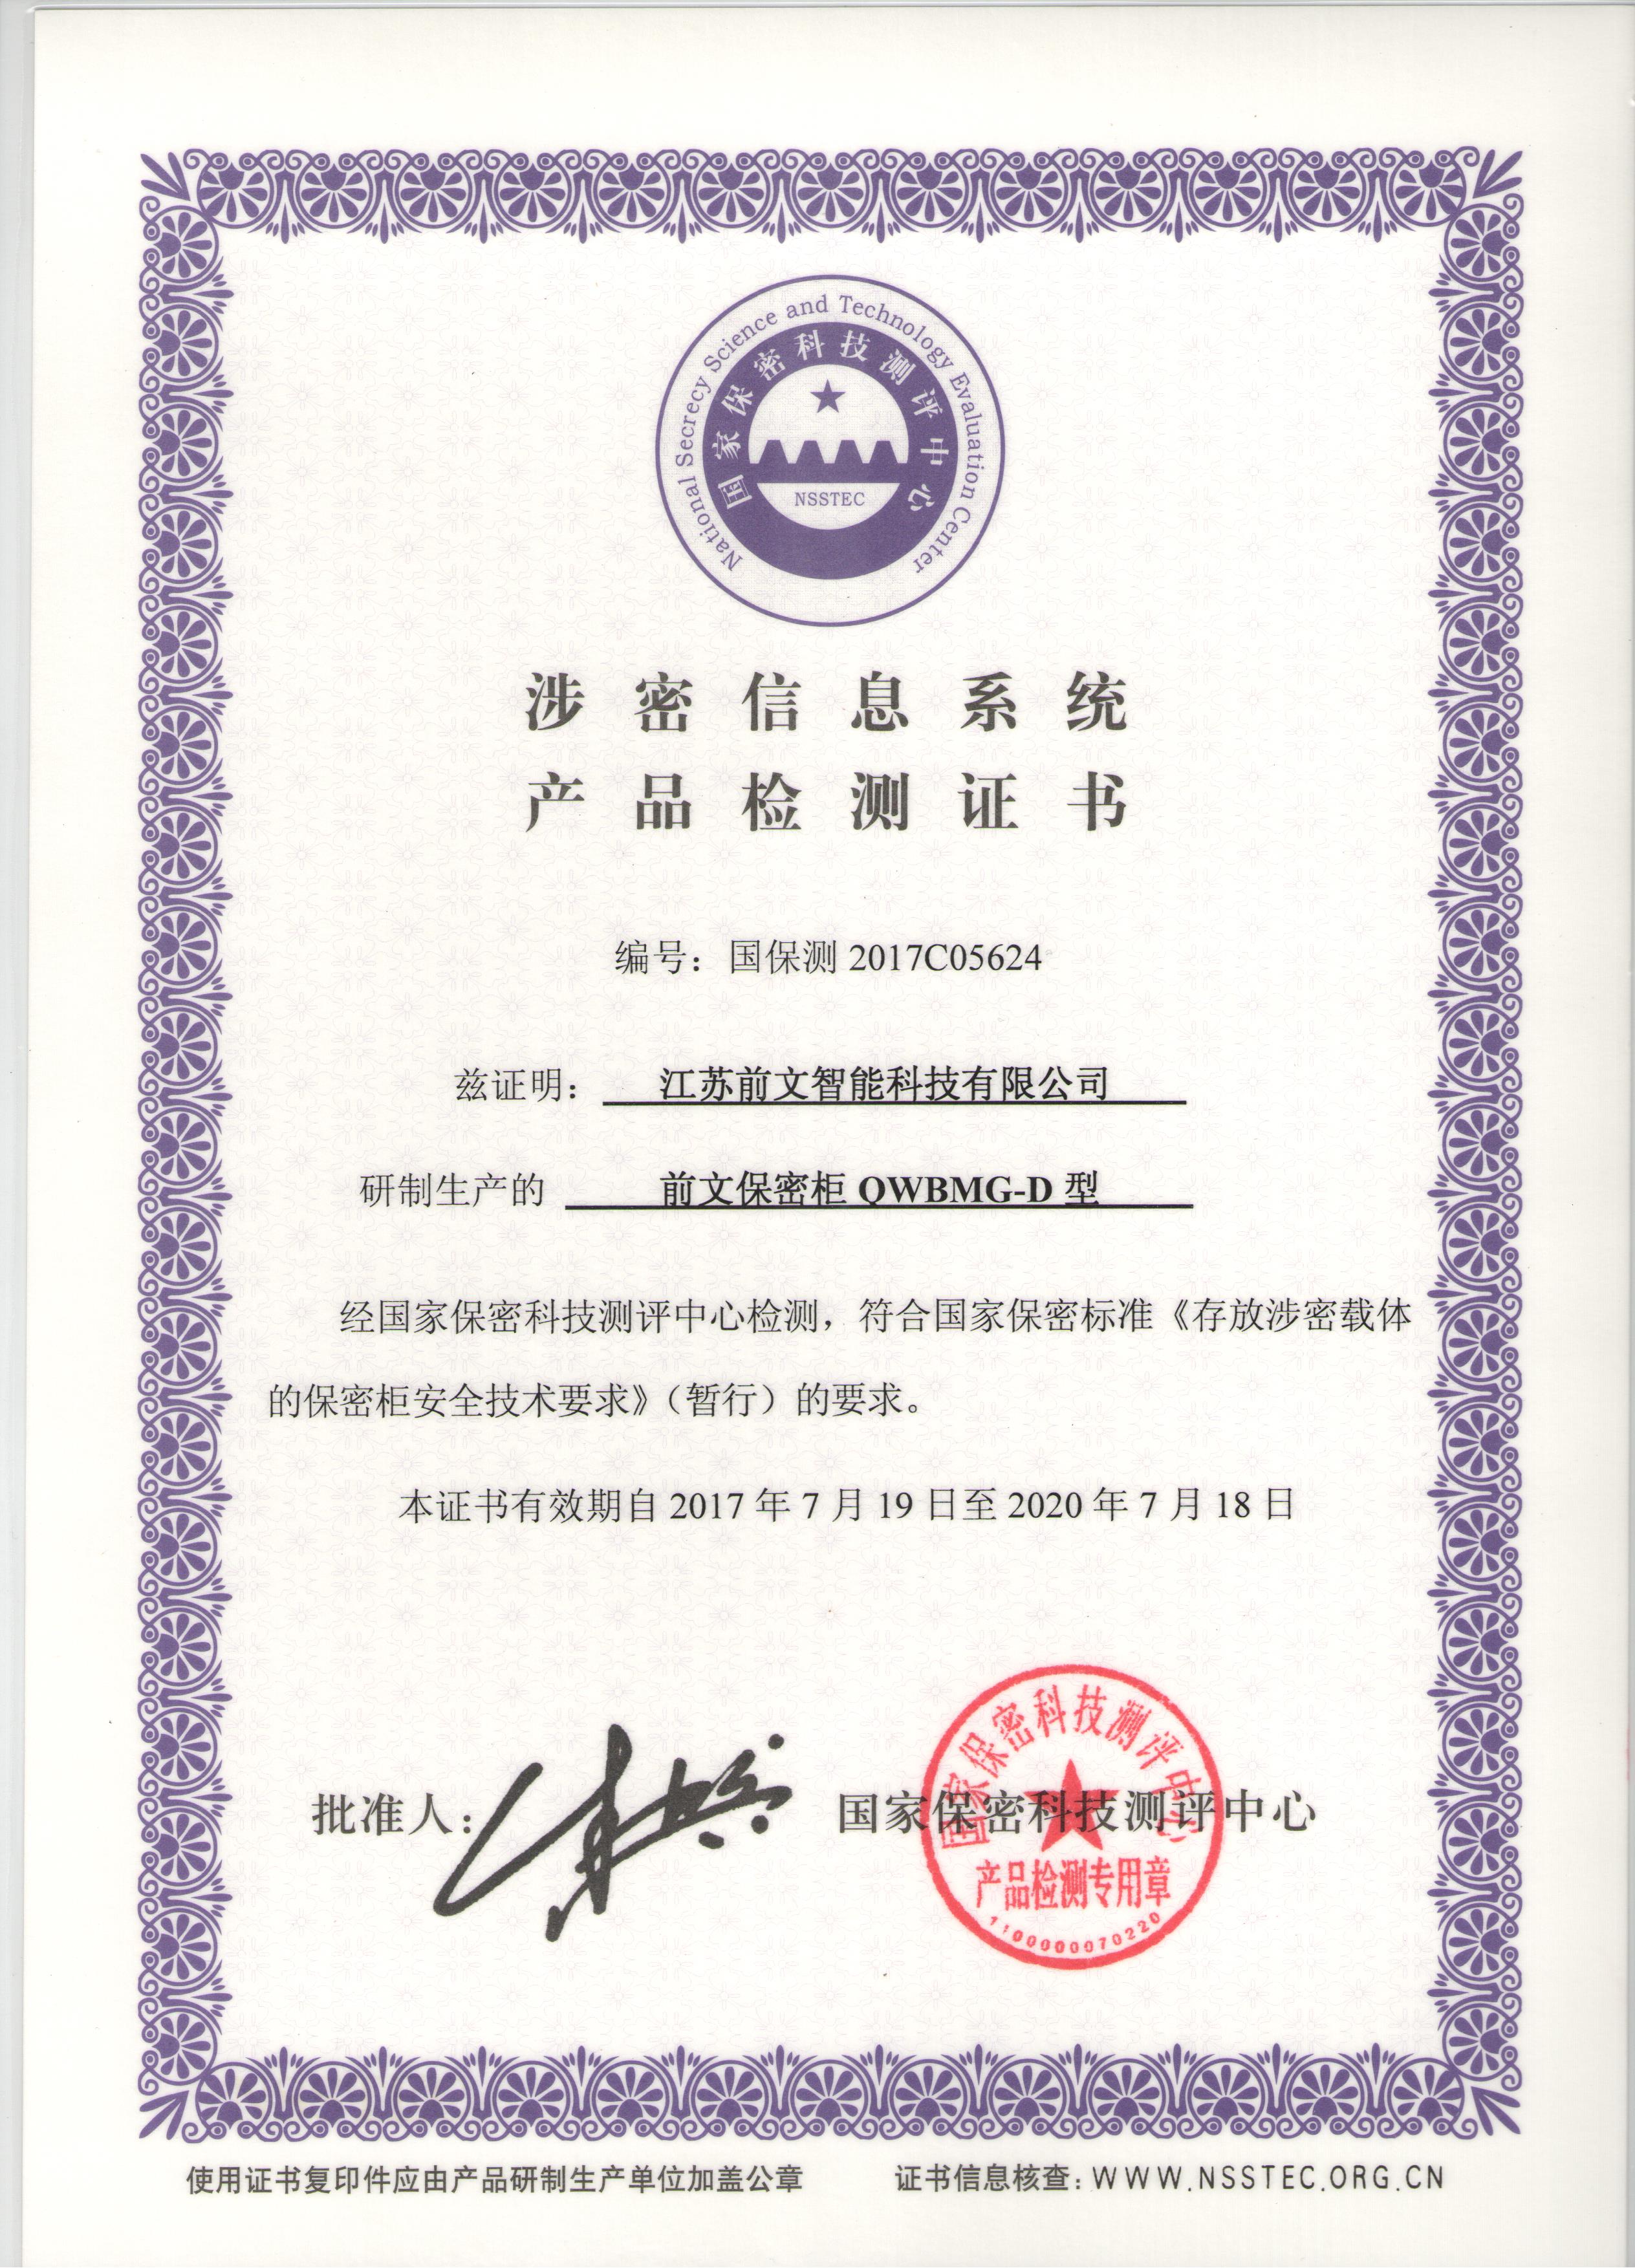 National Secrecy Science and Technology Evaluation Center
国家保密科技测评中心
NSSTEC
涉密信息系统
产品检测证书
编号：国保测 2017C05624
兹证明：江苏前文智能科技有限公司
研制生产的 前文保密柜 QWBMG-D 型
经国家保密科技测评中心检测，符合国家保密标准《存放涉密载体
的保密柜安全技术要求》（暂行）的要求。
本证书有效期自 2017 年 7 月 19 日至 2020 年 7 月 18 日
批准人：
国家保密科技测评中心
国家保密科技测评中心
产品检测专用章
1100000070220
使用证书复印件应由产品研制生产单位加盖公章
证书信息核查：WWW.NSSTEC.ORG.CN